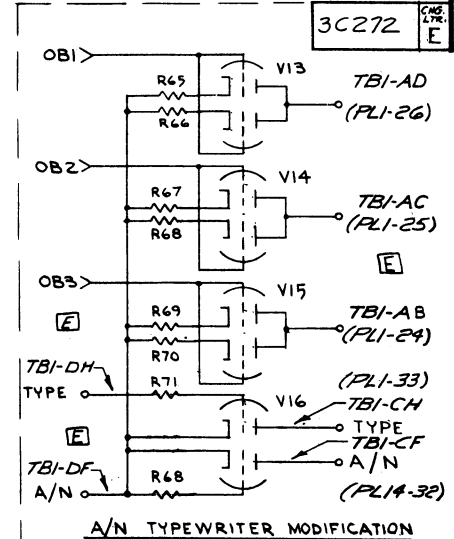 3C272
CHG.
LTR.
E
OB1
V13
R65
R66
TB1-AD
(PL1-26)
OB2
V14
R67
R68
TB1-AC
(PL1-25)
E
OB3
V15
R69
E
R70
TB1-AB
(PL1-24)
TB1-DH
TYPE
R71
(PL1-33)
V16
TB1-CH
TYPE
E
TB1-CF
A/N
TB1-DF
R68
A/N
(PL14-32)
A/N TYPEWRITER MODIFICATION